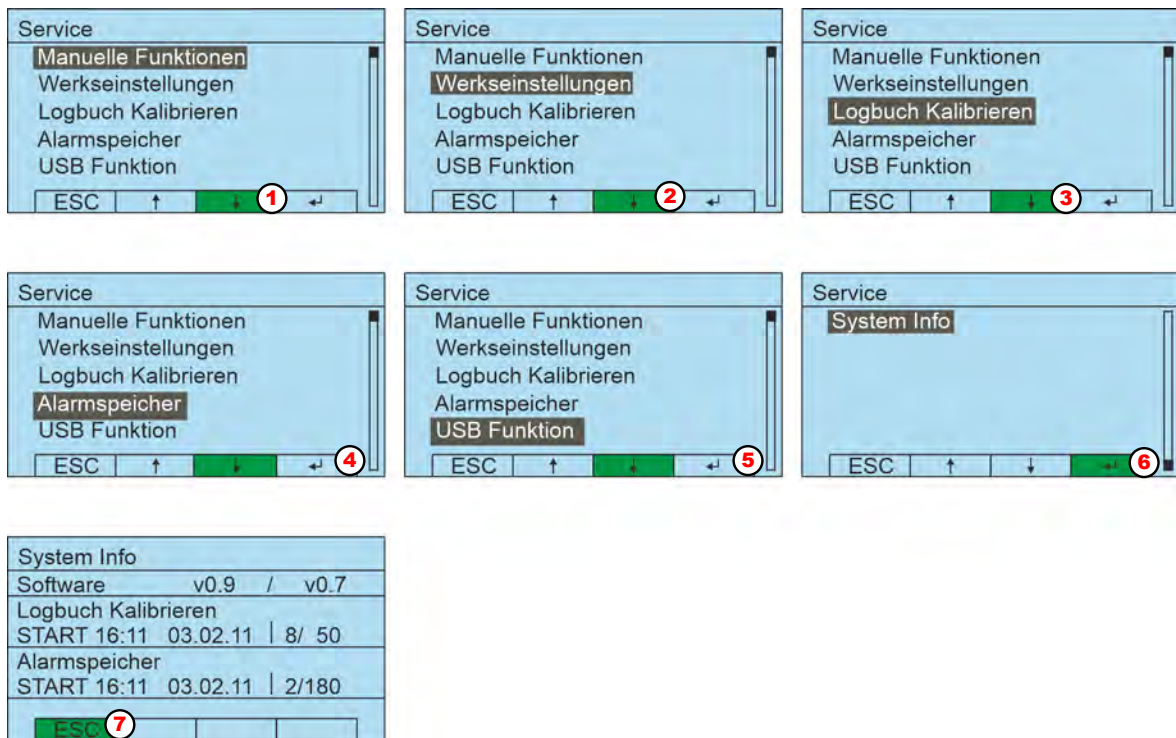 Service
Manuelle Funktionen
Werkseinstellungen
Logbuch Kalibrieren
Alarmspeicher
USB Funktion
ESC ↑ ↓ 1 ↵
Service
Manuelle Funktionen
Werkseinstellungen
Logbuch Kalibrieren
Alarmspeicher
USB Funktion
ESC ↑ ↓ 2 ↵
Service
Manuelle Funktionen
Werkseinstellungen
Logbuch Kalibrieren
Alarmspeicher
USB Funktion
ESC ↑ ↓ 3 ↵
Service
Manuelle Funktionen
Werkseinstellungen
Logbuch Kalibrieren
Alarmspeicher
USB Funktion
ESC ↑ ↓ ↵ 4
Service
Manuelle Funktionen
Werkseinstellungen
Logbuch Kalibrieren
Alarmspeicher
USB Funktion
ESC ↑ ↓ ↵ 5
Service
System Info
ESC ↑ ↓ ↵ 6
System Info
Software v0.9 / v0.7
Logbuch Kalibrieren
START 16:11 03.02.11 | 8/ 50
Alarmspeicher
START 16:11 03.02.11 | 2/180
ESC 7